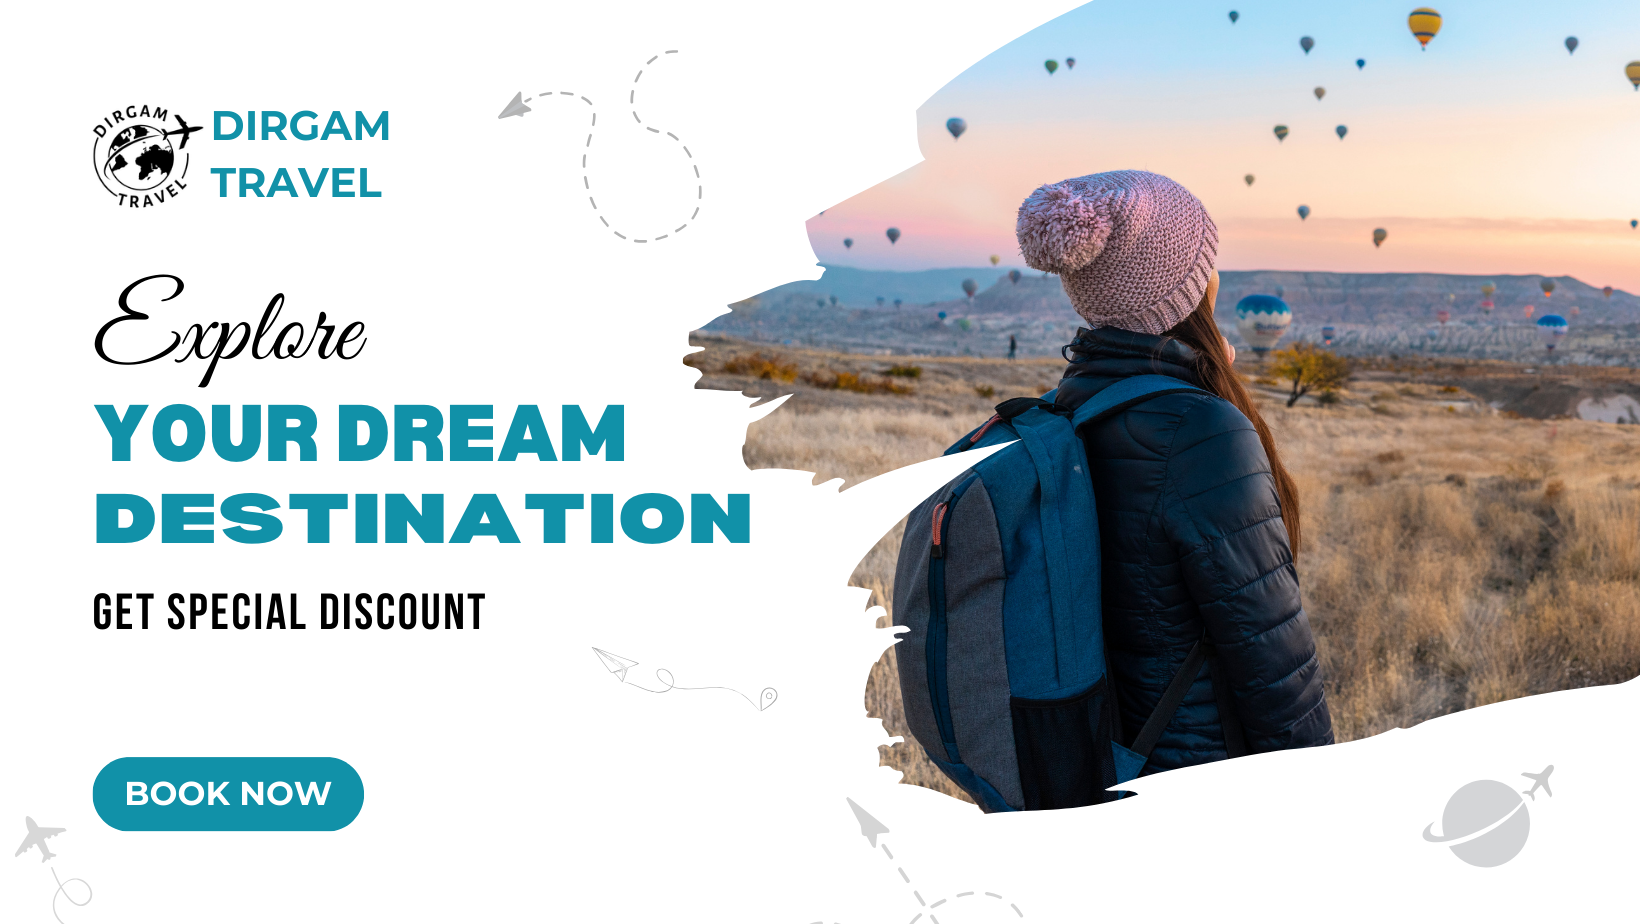 DIRGAM
TRAVEL
DIRGAM
TRAVEL
Explore
YOUR DREAM
DESTINATION
GET SPECIAL DISCOUNT
BOOK NOW